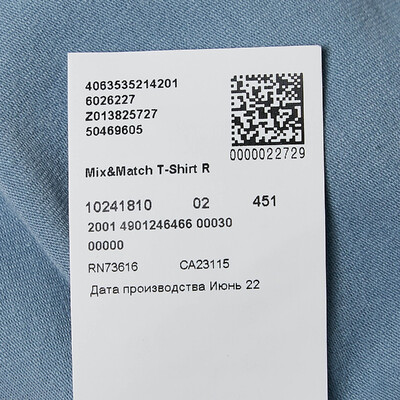 4063535214201
6026227
Z013825727
50469605
0000022729
Mix&Match T-Shirt R
10241810 02 451
2001 4901246466 00030
00000
RN73616 CA23115
Дата производства Июнь 22